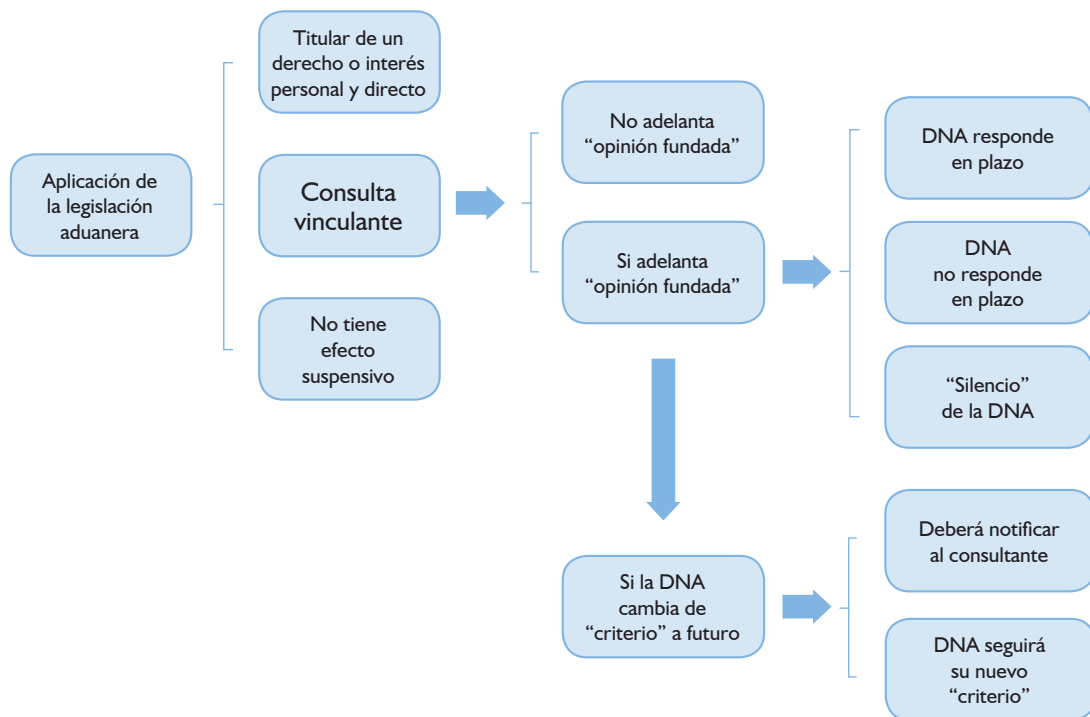 Aplicación de
la legislación
aduanera
Titular de un
derecho o interés
personal y directo
Consulta
vinculante
No tiene
efecto
suspensivo
No adelanta
“opinión fundada”
Si adelanta
“opinión fundada”
DNA responde
en plazo
DNA
no responde
en plazo
“Silencio”
de la DNA
Si la DNA
cambia de
“criterio” a futuro
Deberá notificar
al consultante
DNA seguirá
su nuevo
“criterio”